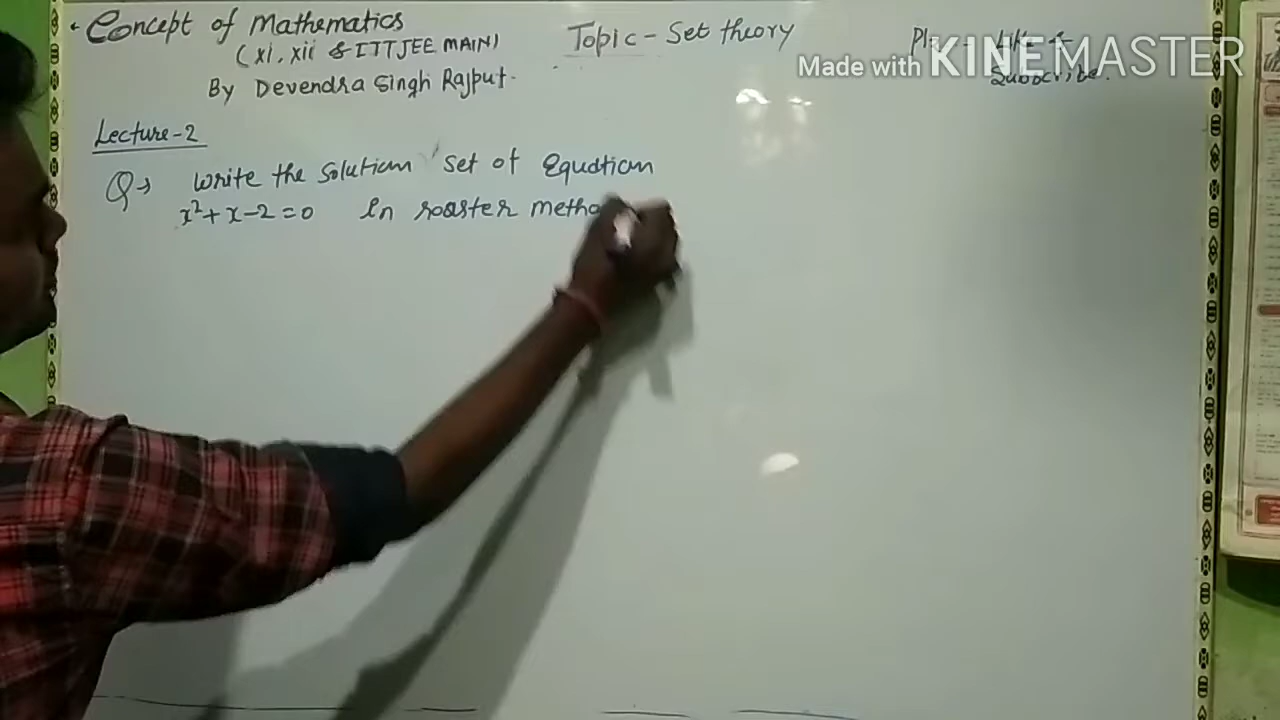 Concept of Mathematics
(XI, XII & IITJEE MAIN)
By Devendra Singh Rajput.
Topic - Set theory
Subscribe.
Made with KINEMASTER
Lecture-2
Q→ Write the solution set of Equation
x²+x-2=0 In roaster metho